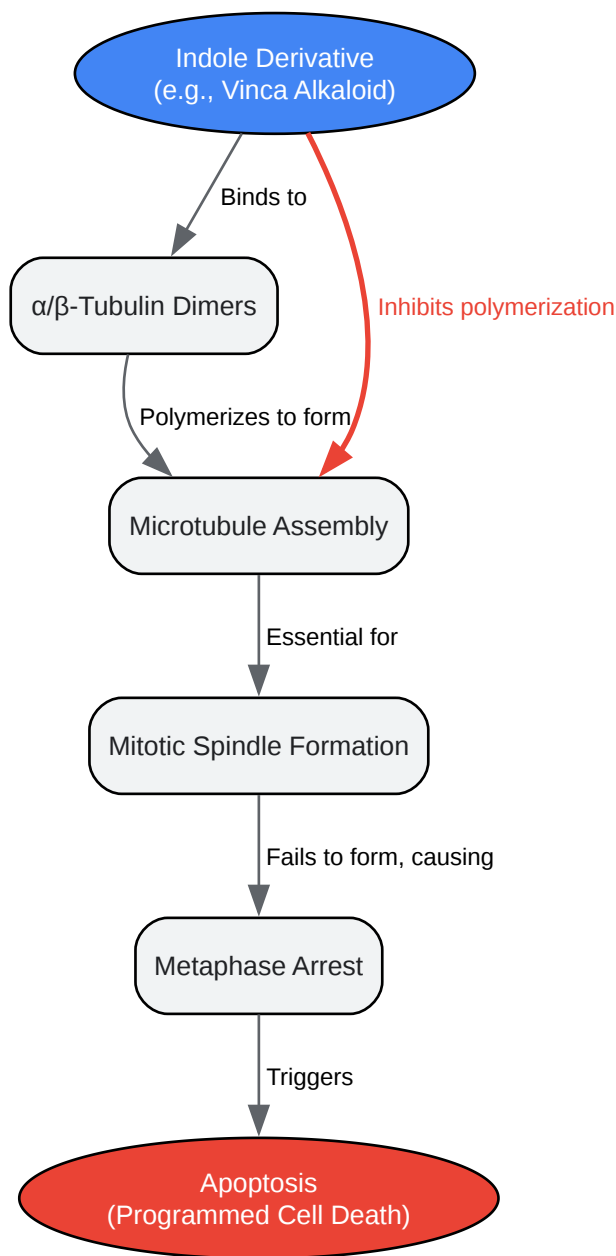 Indole Derivative
(e.g., Vinca Alkaloid)
Binds to
α/β-Tubulin Dimers
Inhibits polymerization
Polymerizes to form
Microtubule Assembly
Essential for
Mitotic Spindle Formation
Fails to form, causing
Metaphase Arrest
Triggers
Apoptosis
(Programmed Cell Death)